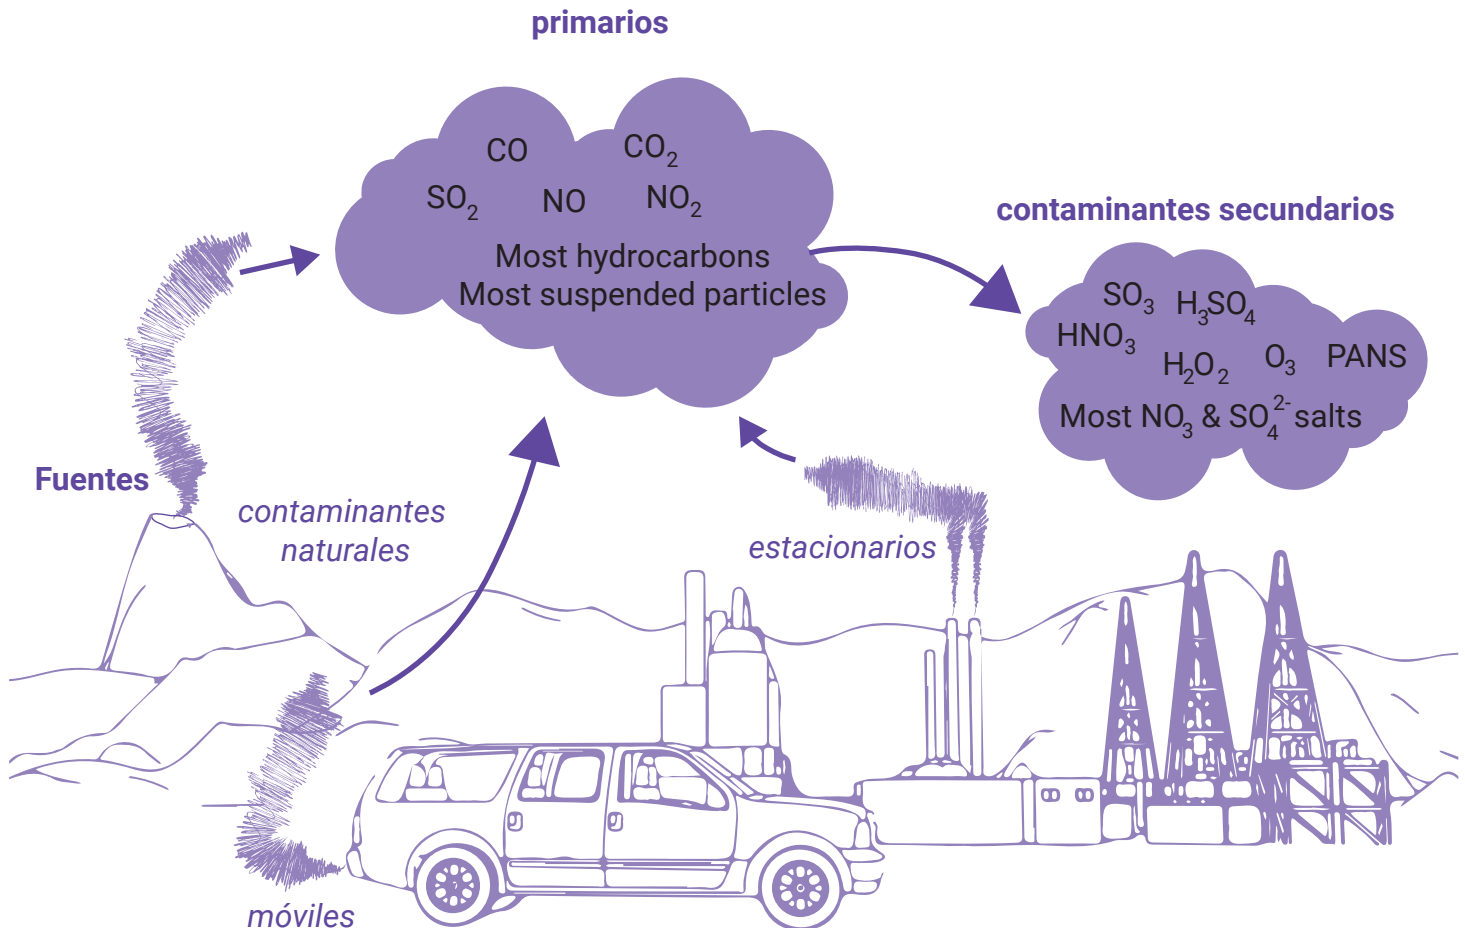 primarios
CO CO₂
SO₂ NO NO₂
Most hydrocarbons
Most suspended particles
contaminantes secundarios
SO₃ H₃SO₄
HNO₃ H₂O₂ O₃ PANS
Most NO₃ & SO₄²⁻ salts
Fuentes
contaminantes
naturales
estacionarios
móviles